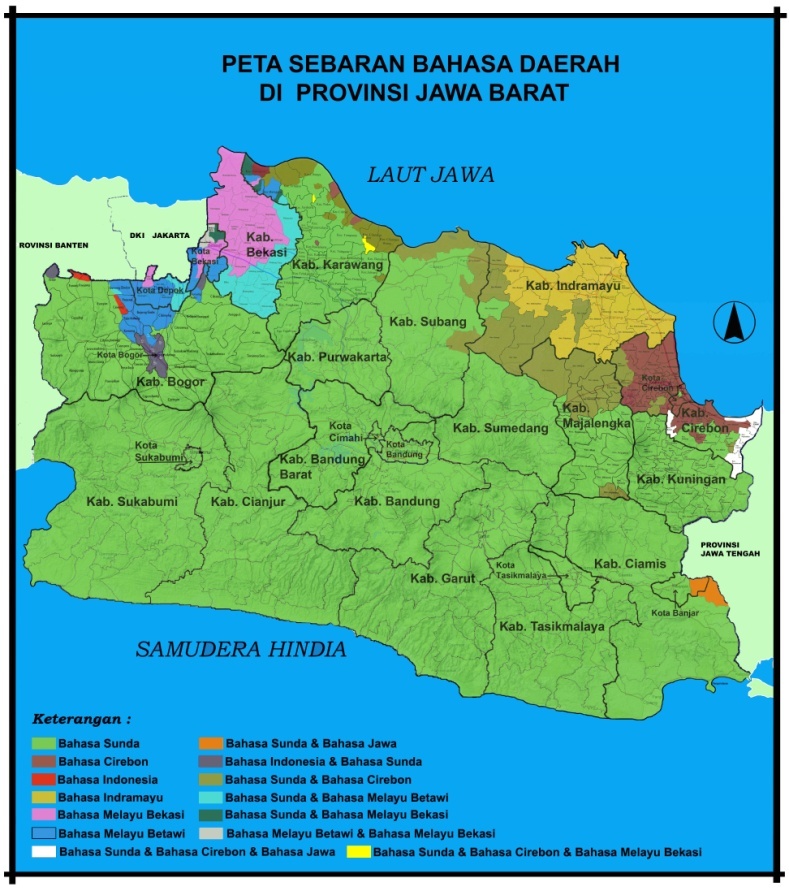 PETA SEBARAN BAHASA DAERAH
DI PROVINSI JAWA BARAT
LAUT JAWA
ROVINSI BANTEN
DKI JAKARTA
Kota
Bekasi
Kab.
Bekasi
Kab. Karawang
Kab. Indramayu
Kota Depok
Kab. Subang
Kota Bogor
Kab. Bogor
Kab. Purwakarta
Kota
Cirebon
Kab.
Cirebon
Kab.
Majalengka
Kota
Sukabumi
Kota
Cimahi
Kota
Bandung
Kab. Sumedang
Kab. Bandung
Barat
Kab. Kuningan
Kab. Sukabumi
Kab. Cianjur
Kab. Bandung
PROVINSI
JAWA TENGAH
Kab. Garut
Kota
Tasikmalaya
Kab. Ciamis
Kota Banjar
Kab. Tasikmalaya
SAMUDERA HINDIA
Keterangan :
Bahasa Sunda
Bahasa Sunda & Bahasa Jawa
Bahasa Cirebon
Bahasa Indonesia & Bahasa Sunda
Bahasa Indonesia
Bahasa Sunda & Bahasa Cirebon
Bahasa Indramayu
Bahasa Sunda & Bahasa Melayu Betawi
Bahasa Melayu Bekasi
Bahasa Sunda & Bahasa Melayu Bekasi
Bahasa Melayu Betawi
Bahasa Melayu Betawi & Bahasa Melayu Bekasi
Bahasa Sunda & Bahasa Cirebon & Bahasa Jawa
Bahasa Sunda & Bahasa Cirebon & Bahasa Melayu Bekasi